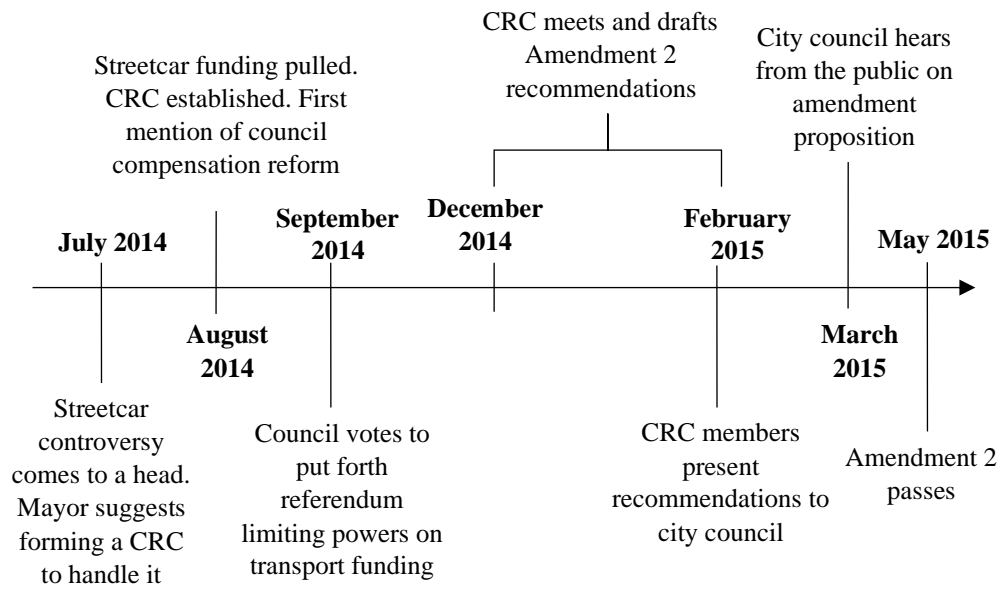 Streetcar funding pulled.
CRC established. First
mention of council
compensation reform
CRC meets and drafts
Amendment 2
recommendations
City council hears
from the public on
amendment
proposition
July 2014
September
2014
December
2014
February
2015
May 2015
August
2014
March
2015
Streetcar
controversy
comes to a head.
Mayor suggests
forming a CRC
to handle it
Council votes to
put forth
referendum
limiting powers on
transport funding
CRC members
present
recommendations to
city council
Amendment 2
passes